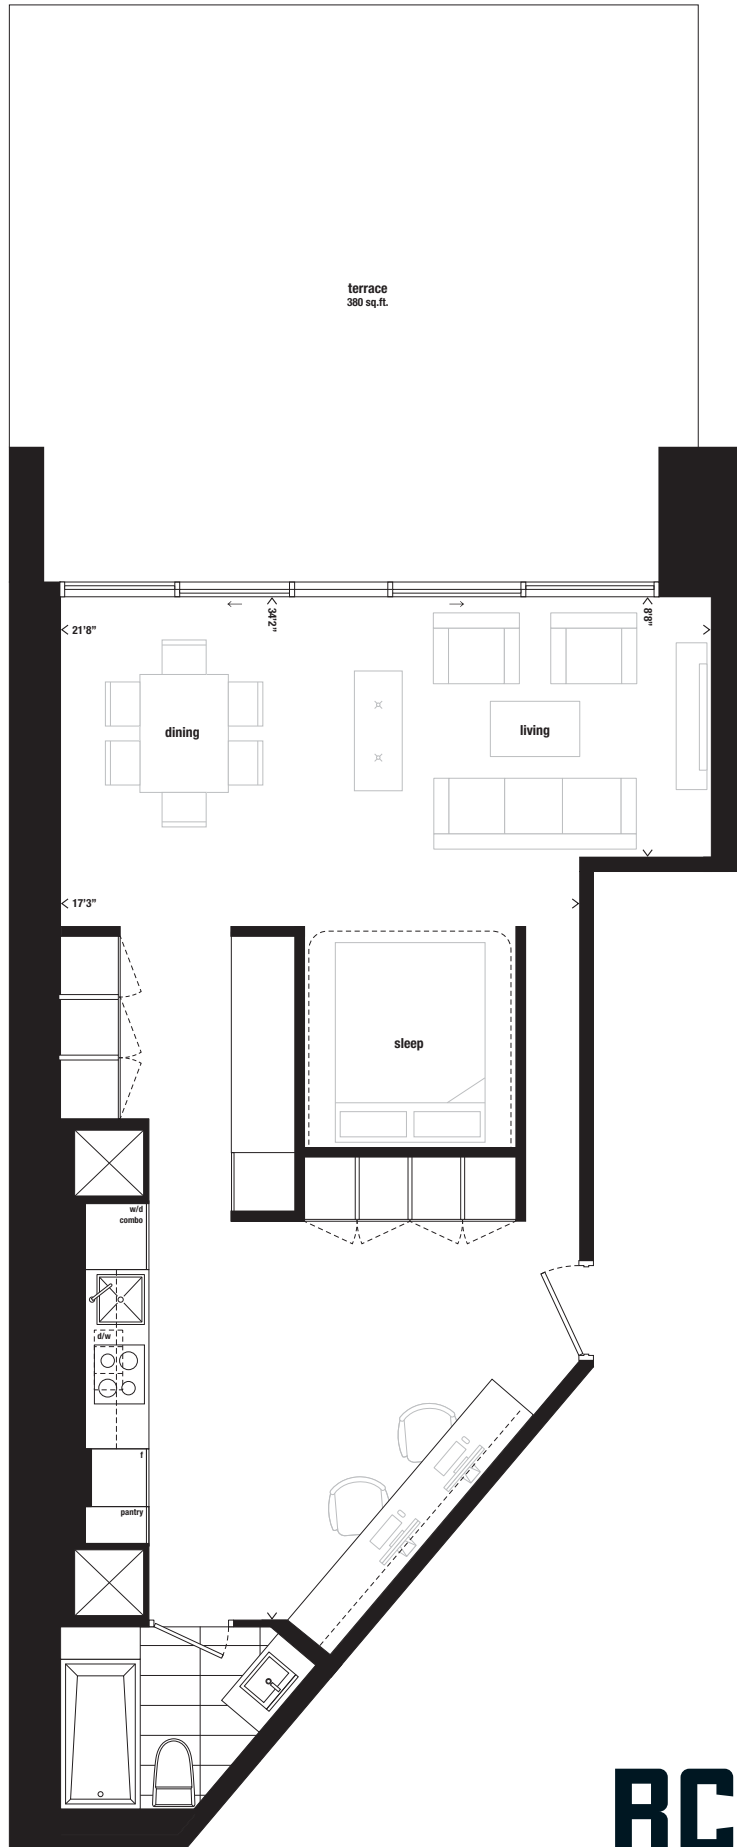 terrace
380 sq.ft.
21'8"
34'2"
8'8"
dining
living
17'3"
sleep
w/d
combo
d/w
f
pantry
RC